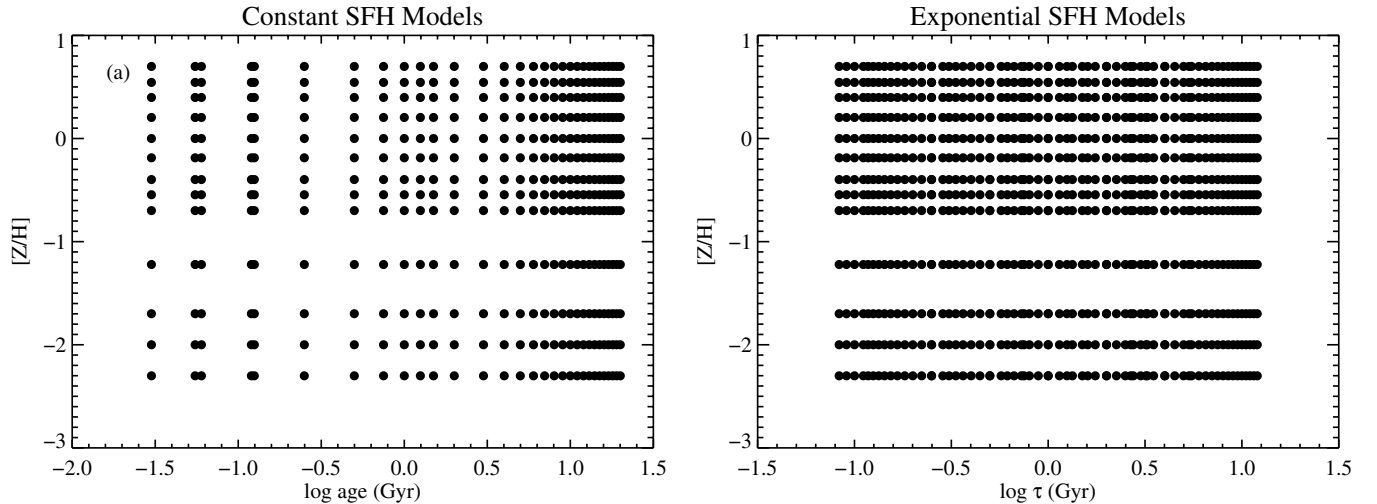 Constant SFH Models
(a)
[Z/H]
1
0
−1
−2
−3
−2.0 −1.5 −1.0 −0.5 0.0 0.5 1.0 1.5
log age (Gyr)
Exponential SFH Models
[Z/H]
1
0
−1
−2
−3
−1.5 −1.0 −0.5 0.0 0.5 1.0 1.5
log τ (Gyr)